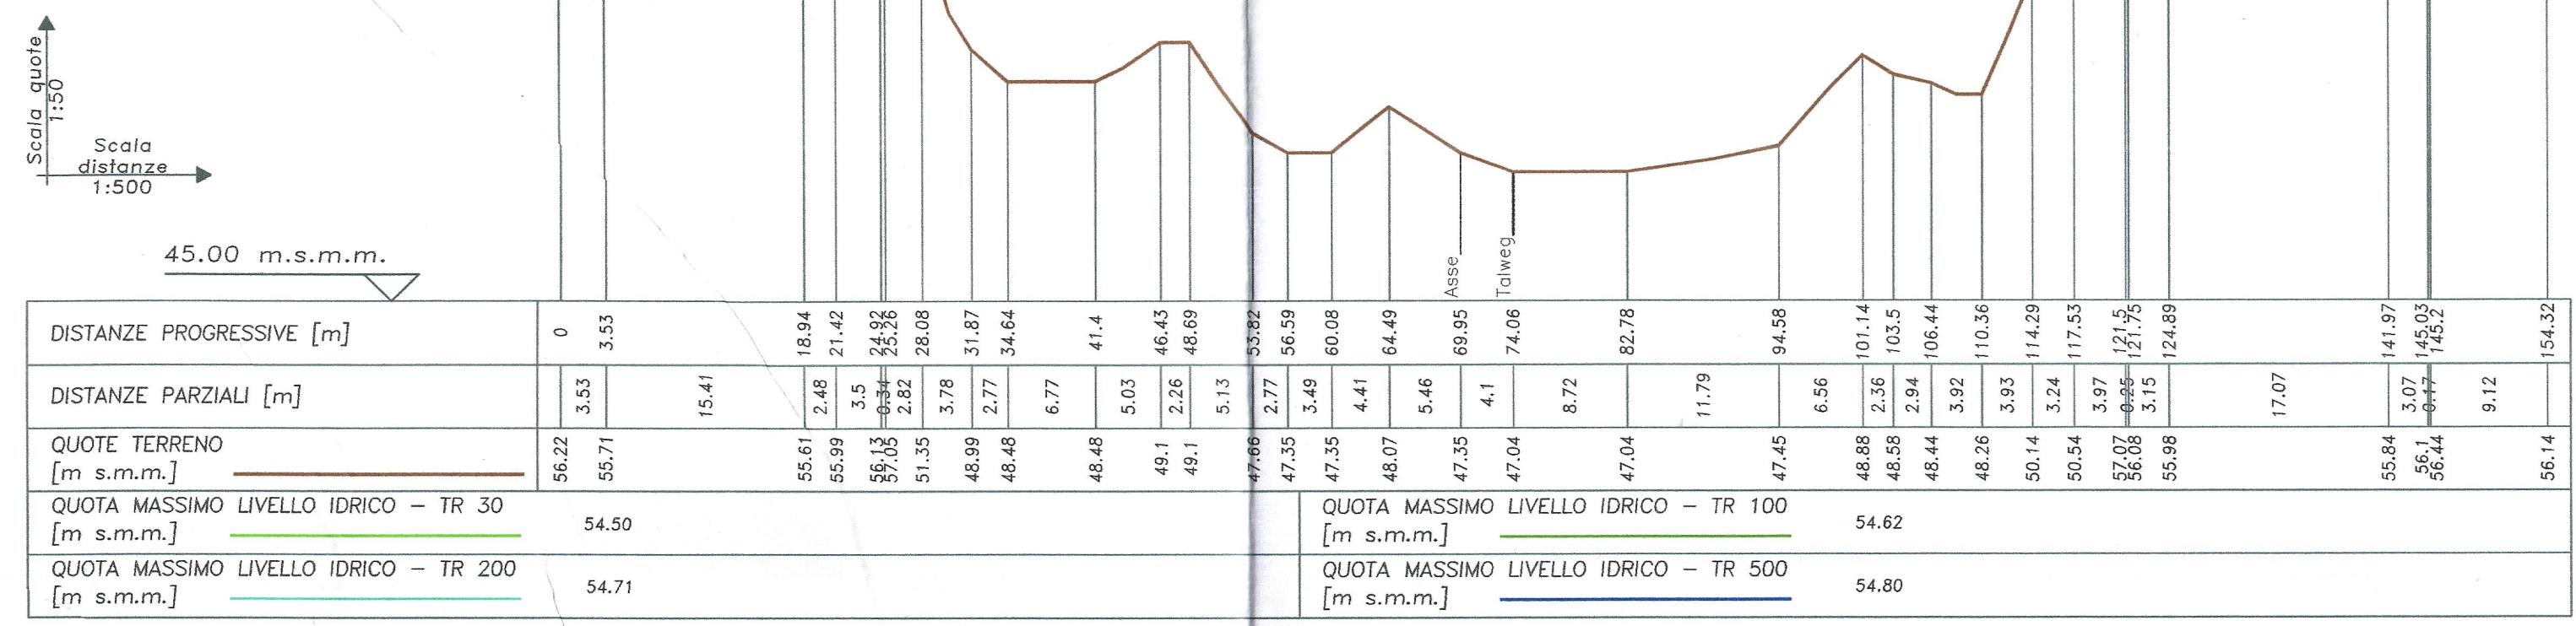 Scala quote
1:50
Scala
distanze
1:500
45.00 m.s.m.m.
Asse
Talweg
DISTANZE PROGRESSIVE [m] 0 3.53 18.94 21.42 24.92 25.26 28.08 31.87 34.64 41.4 46.43 48.69 53.82 56.59 60.08 64.49 69.95 74.06 82.78 94.58 101.14 103.5 106.44 110.36 114.29 117.53 121.5 121.75 124.89 141.97 145.03 145.2 154.32
DISTANZE PARZIALI [m] 3.53 15.41 2.48 3.5 0.34 2.82 3.78 2.77 6.77 5.03 2.26 5.13 2.77 3.49 4.41 5.46 4.1 8.72 11.79 6.56 2.36 2.94 3.92 3.93 3.24 3.97 0.25 3.15 17.07 3.07 0.17 9.12
QUOTE TERRENO
[m s.m.m.] 56.22 55.71 55.61 55.99 56.13 57.05 51.35 48.99 48.48 48.48 49.1 49.1 47.66 47.35 47.35 48.07 47.35 47.04 47.04 47.45 48.88 48.58 48.44 48.26 50.14 50.54 57.07 56.08 55.98 55.84 56.1 56.44 56.14
QUOTA MASSIMO LIVELLO IDRICO – TR 30
[m s.m.m.] 54.50
QUOTA MASSIMO LIVELLO IDRICO – TR 100
[m s.m.m.] 54.62
QUOTA MASSIMO LIVELLO IDRICO – TR 200
[m s.m.m.] 54.71
QUOTA MASSIMO LIVELLO IDRICO – TR 500
[m s.m.m.] 54.80